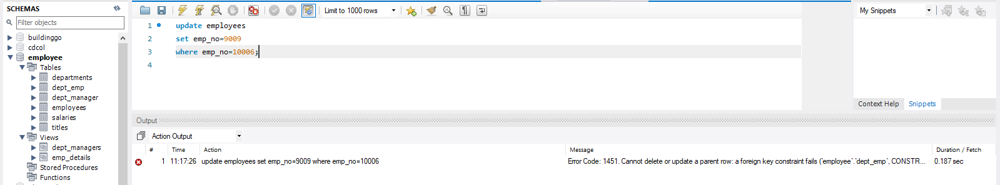 SCHEMAS
Filter objects
buildinggo
cdcol
employee
Tables
departments
dept_emp
dept_manager
employees
salaries
titles
Views
dept_managers
emp_details
Stored Procedures
Functions
Limit to 1000 rows
1 update employees
2 set emp_no=9009
3 where emp_no=10006;
4
My Snippets
Context Help Snippets
Output
Action Output
# Time Action Message Duration / Fetch
1 11:17:26 update employees set emp_no=9009 where emp_no=10006 Error Code: 1451. Cannot delete or update a parent row: a foreign key constraint fails (`employee`.`dept_emp`, CONSTR... 0.187 sec